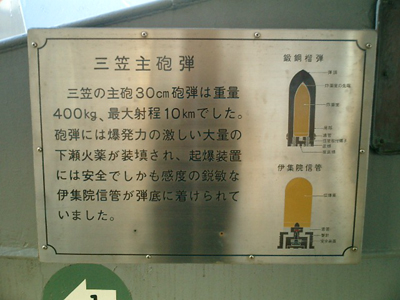 三笠主砲弾
三笠の主砲30cm砲弾は重量
400kg、最大射程10kmでした。
砲弾には爆発力の激しい大量の
下瀬火薬が装填され、起爆装置
には安全でしかも感度の鋭敏な
伊集院信管が弾底に着けられて
いました。
鍛鋼榴弾
伊集院信管
1